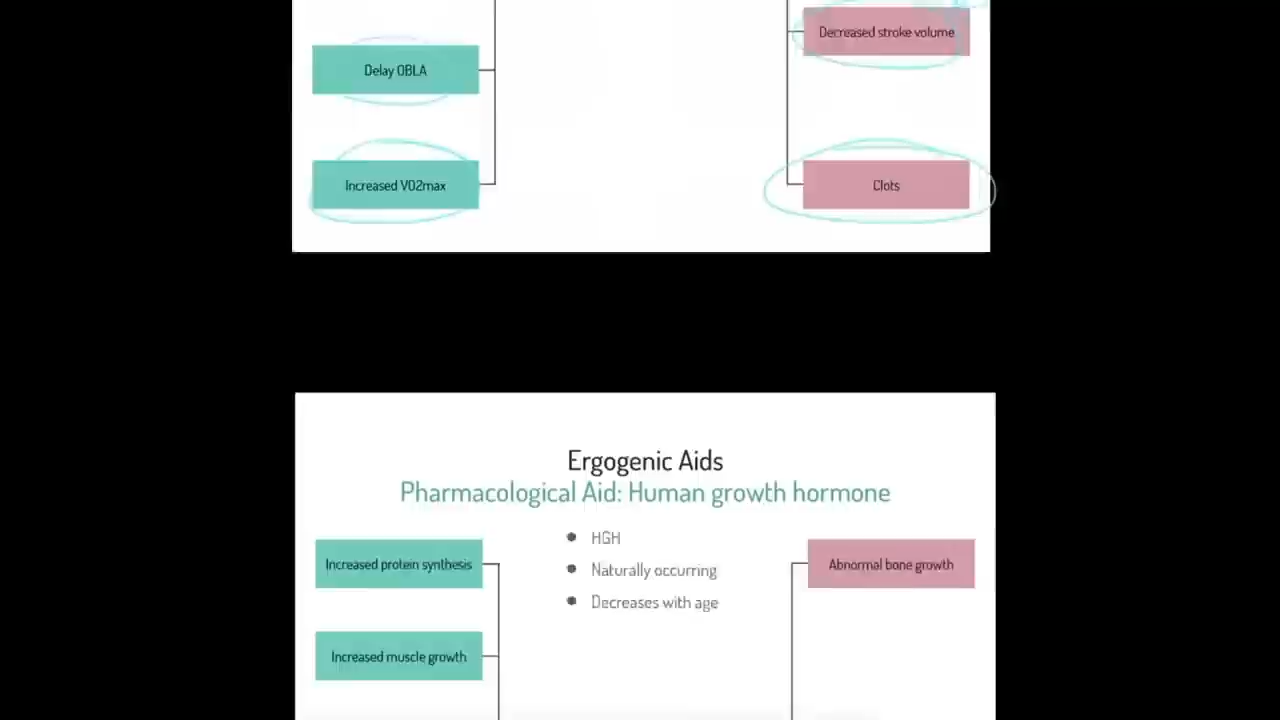 Decreased stroke volume
Delay OBLA
Increased VO2max
Clots
Ergogenic Aids
Pharmacological Aid: Human growth hormone
HGH
Naturally occurring
Decreases with age
Increased protein synthesis
Abnormal bone growth
Increased muscle growth